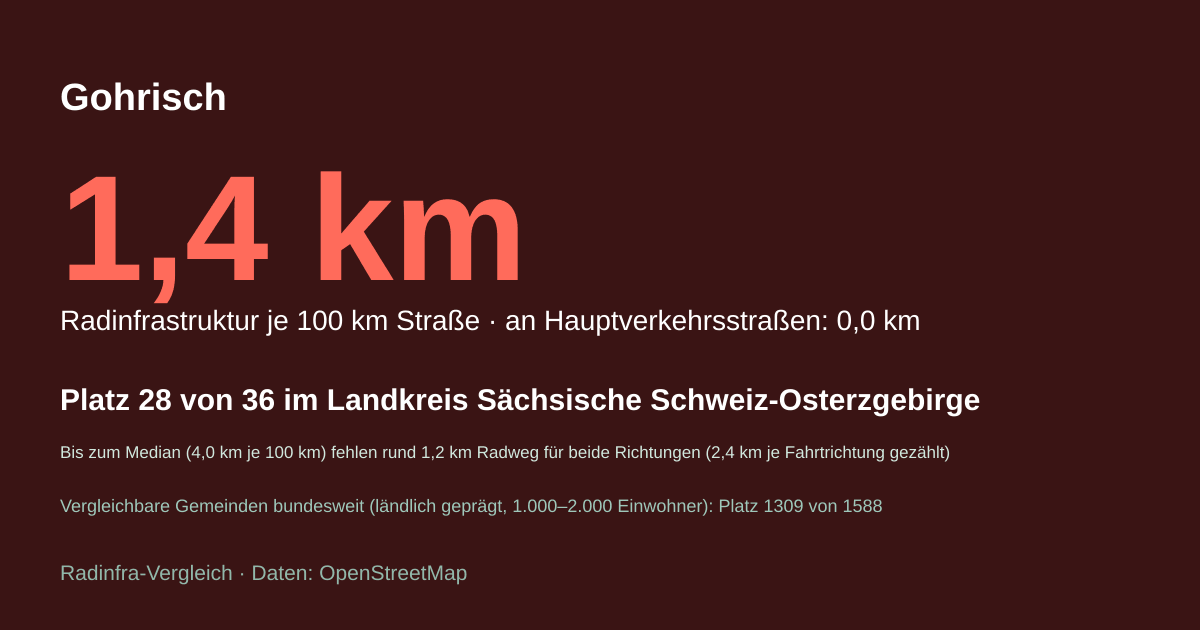 Gohrisch
1,4 km
Radinfrastruktur je 100 km Straße · an Hauptverkehrsstraßen: 0,0 km
Platz 28 von 36 im Landkreis Sächsische Schweiz-Osterzgebirge
Bis zum Median (4,0 km je 100 km) fehlen rund 1,2 km Radweg für beide Richtungen (2,4 km je Fahrtrichtung gezählt)
Vergleichbare Gemeinden bundesweit (ländlich geprägt, 1.000–2.000 Einwohner): Platz 1309 von 1588
Radinfra-Vergleich · Daten: OpenStreetMap